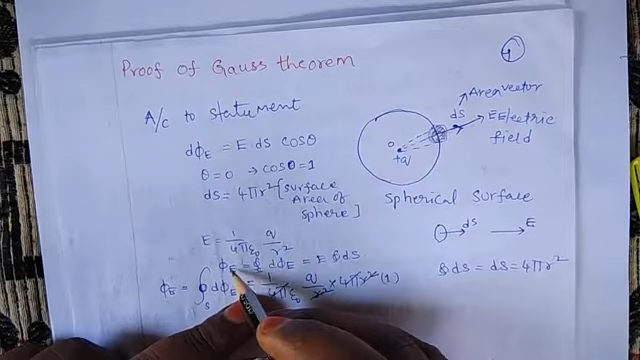 1
Proof of Gauss theorem
A/c to statement
dϕE = E ds cosθ
θ = 0 → cosθ = 1
ds = 4πr² [surface Area of sphere]
E = 1/4πε₀ q/r²
ϕE = ∮ dϕE = E ∮ ds
ϕE = ∮s dϕE = 1/4πε₀ q/r² × 4πr² (1)
Area vector
ds
E Electric field
o
+q
Spherical surface
ds E
∮ ds = ds = 4πr²